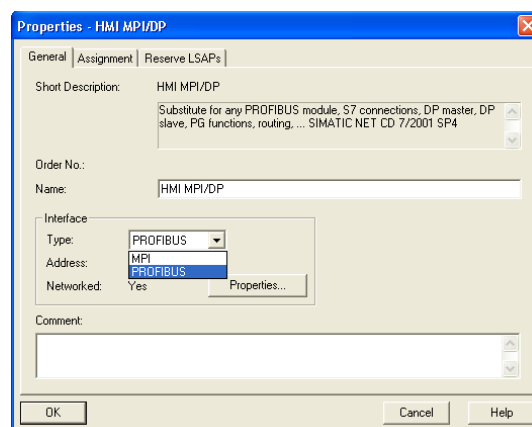 Properties - HMI MPI/DP
General Assignment Reserve LSAPs
Short Description: HMI MPI/DP
Substitute for any PROFIBUS module, S7 connections, DP master, DP
slave, PG functions, routing, ... SIMATIC NET CD 7/2001 SP4
Order No.:
Name: HMI MPI/DP
Interface
Type: PROFIBUS
MPI
Address: PROFIBUS
Networked: Yes Properties...
Comment:
OK Cancel Help